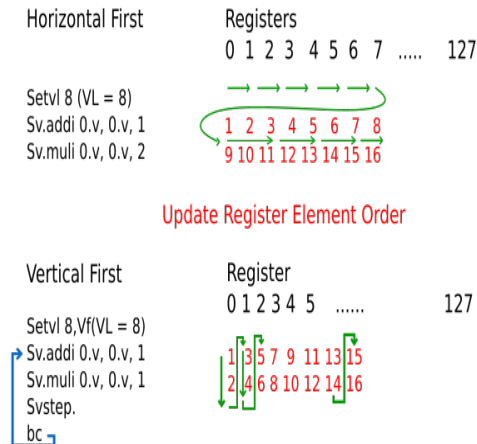 Horizontal First Registers
0 1 2 3 4 5 6 7 ..... 127
Setvl 8 (VL = 8)
Sv.addi 0.v, 0.v, 1 1 2 3 4 5 6 7 8
Sv.muli 0.v, 0.v, 2 9 10 11 12 13 14 15 16
Update Register Element Order
Vertical First Register
0 1 2 3 4 5 ...... 127
Setvl 8,Vf(VL = 8)
Sv.addi 0.v, 0.v, 1 1 3 5 7 9 11 13 15
Sv.muli 0.v, 0.v, 1 2 4 6 8 10 12 14 16
Svstep.
bc